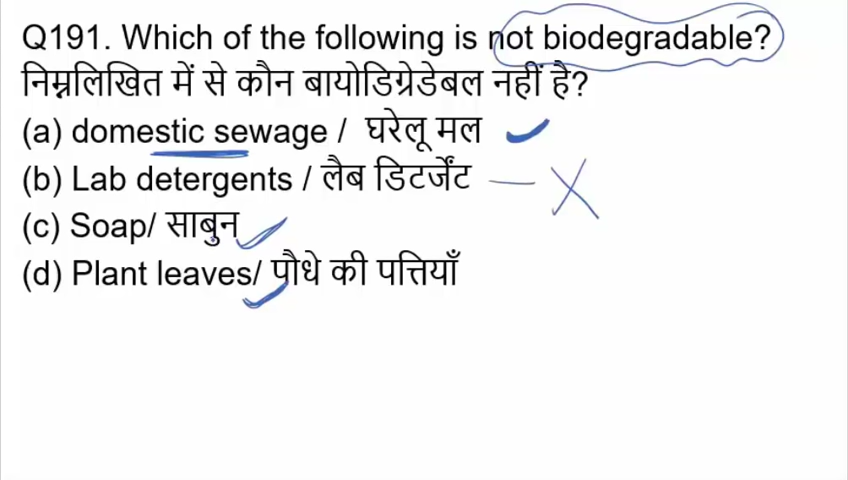 Q191. Which of the following is not biodegradable?
निम्नलिखित में से कौन बायोडिग्रेडेबल नहीं है?
(a) domestic sewage / घरेलू मल
(b) Lab detergents / लैब डिटर्जेंट
(c) Soap/ साबुन
(d) Plant leaves/ पौधे की पत्तियाँ